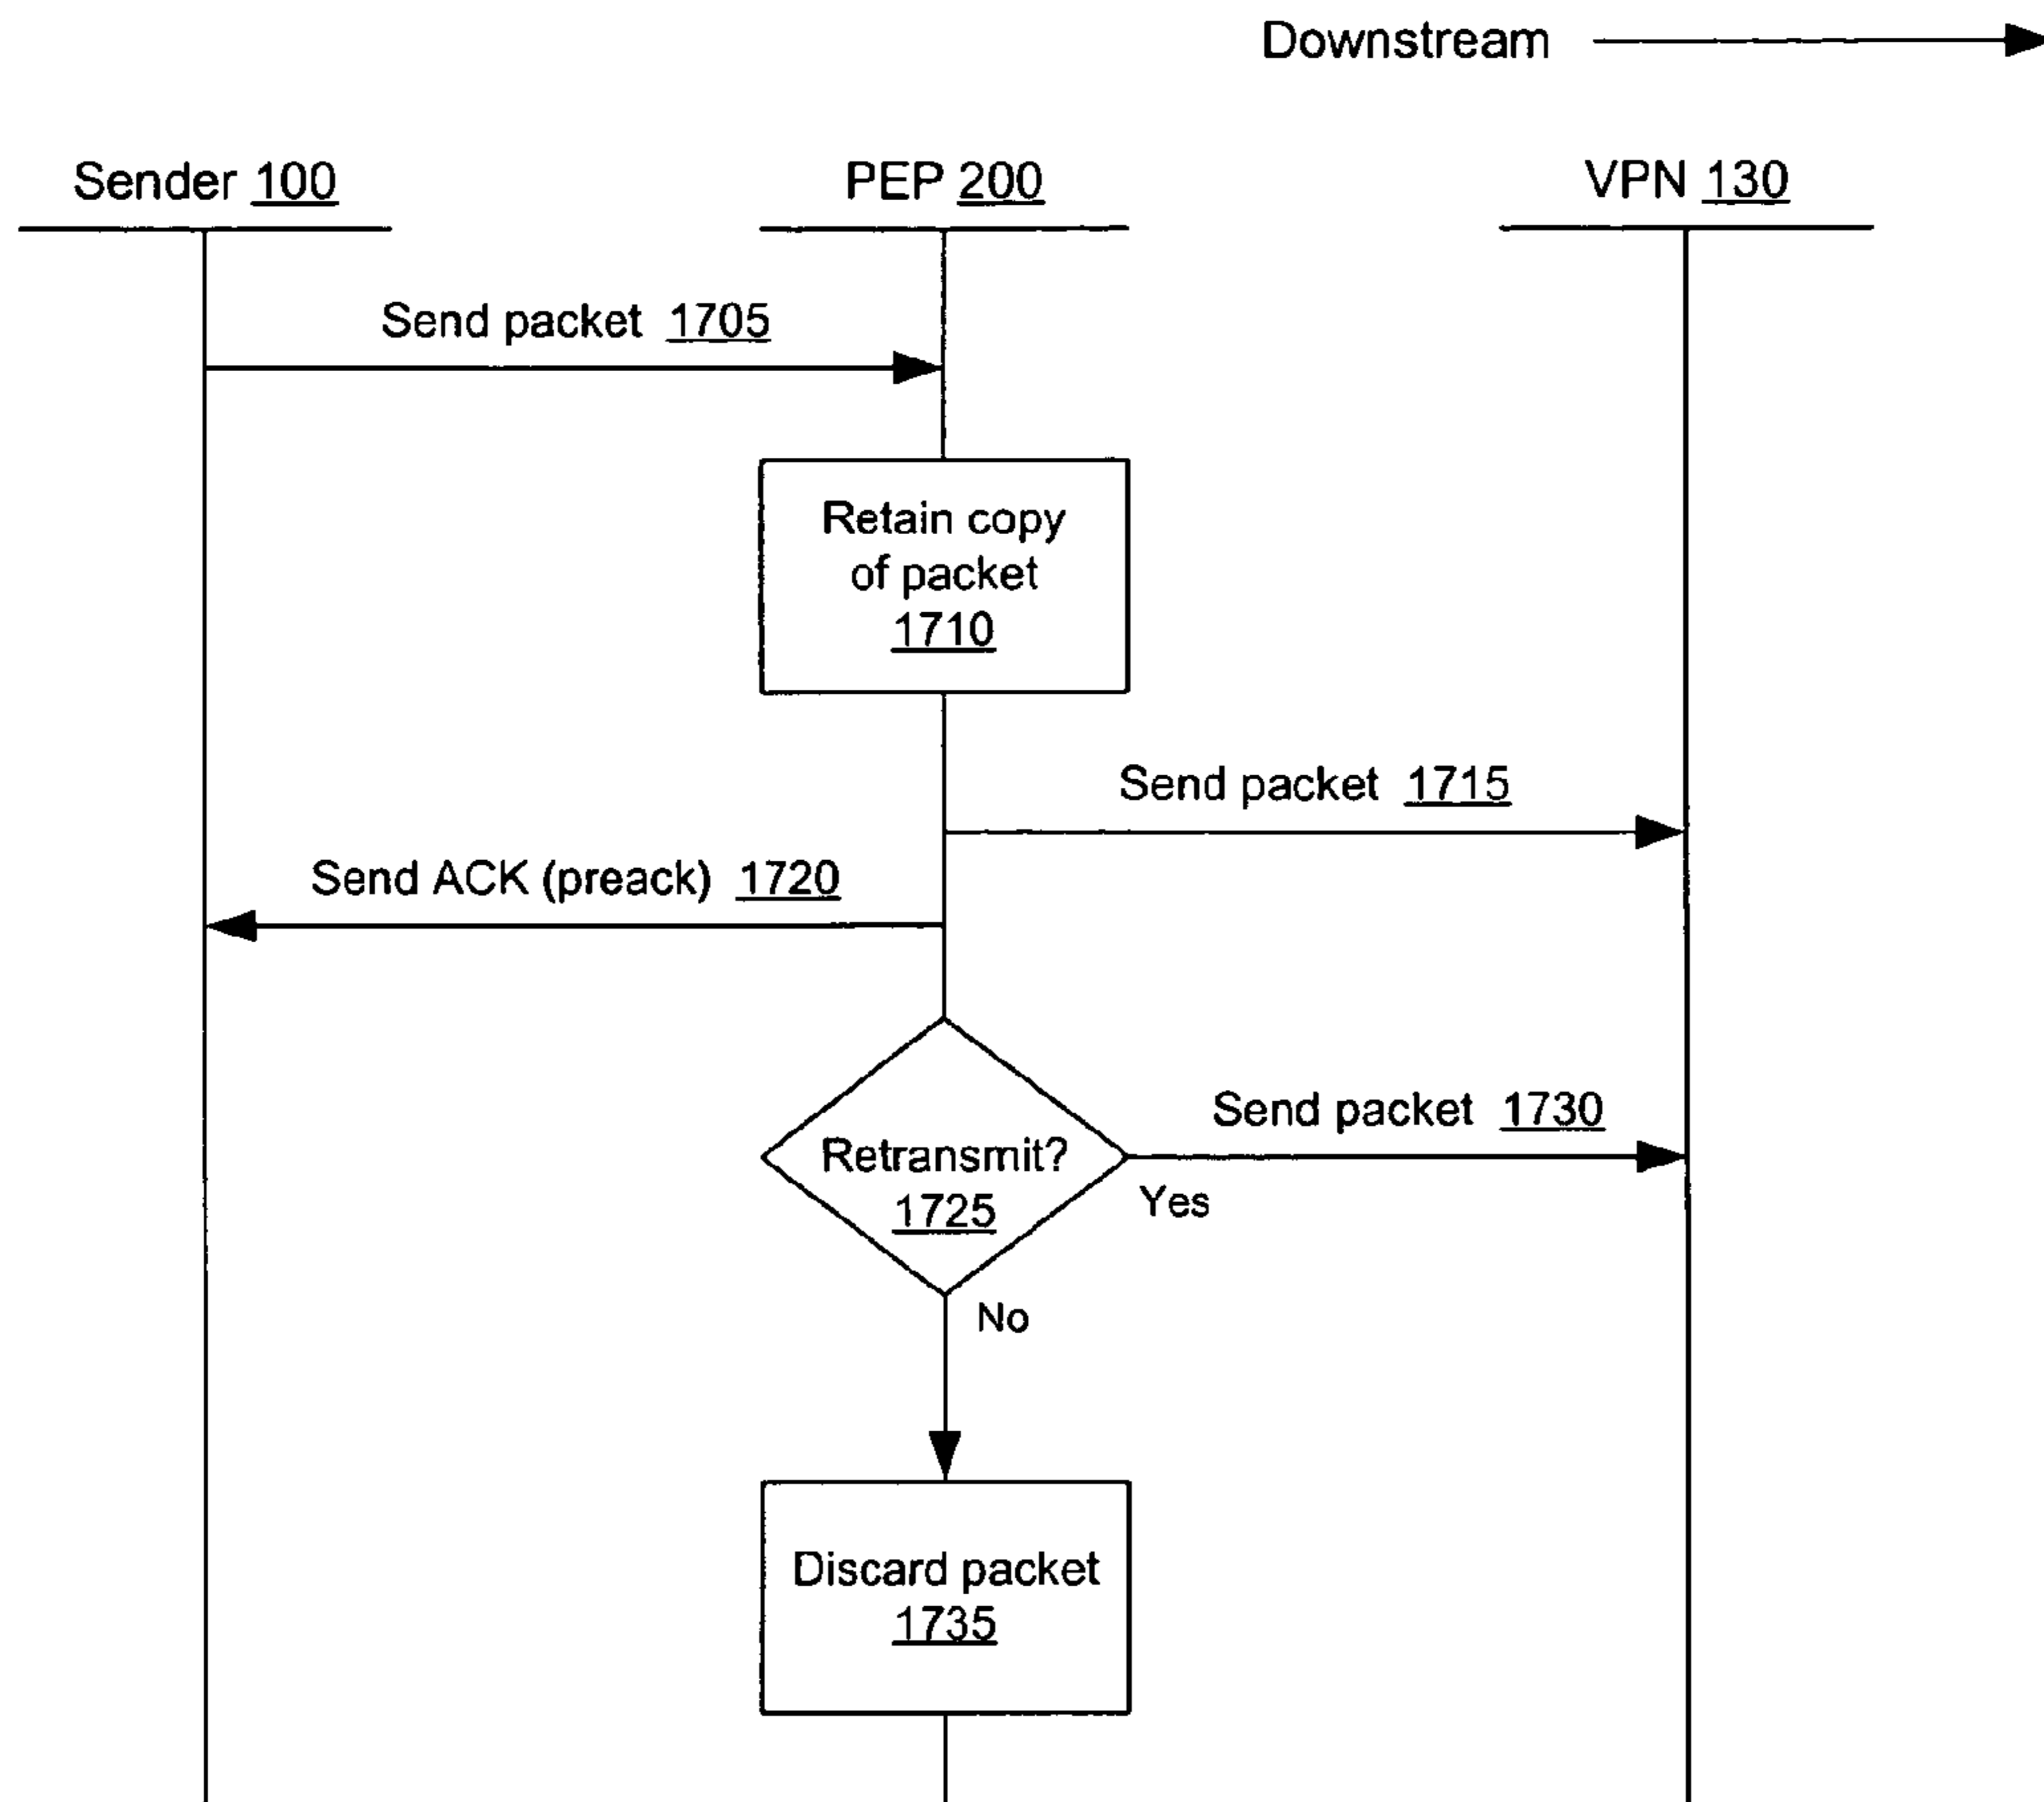 Downstream
Sender 100
PEP 200
VPN 130
Send packet 1705
Retain copy
of packet
1710
Send packet 1715
Send ACK (preack) 1720
Send packet 1730
Retransmit?
1725
Yes
No
Discard packet
1735